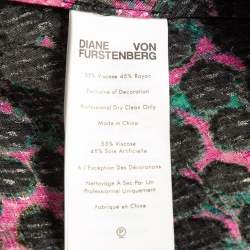 DIANE VON
FURSTENBERG
55% Viscose 45% Rayon
Exclusive of Decoration
Professional Dry Clean Only
Made in China
55% Viscose
45% Soie Artificielle
A l'Exception Des Décorations
Nettoyage A Sec Par Un
Professionnel Uniquement
Fabriqué en Chine
P